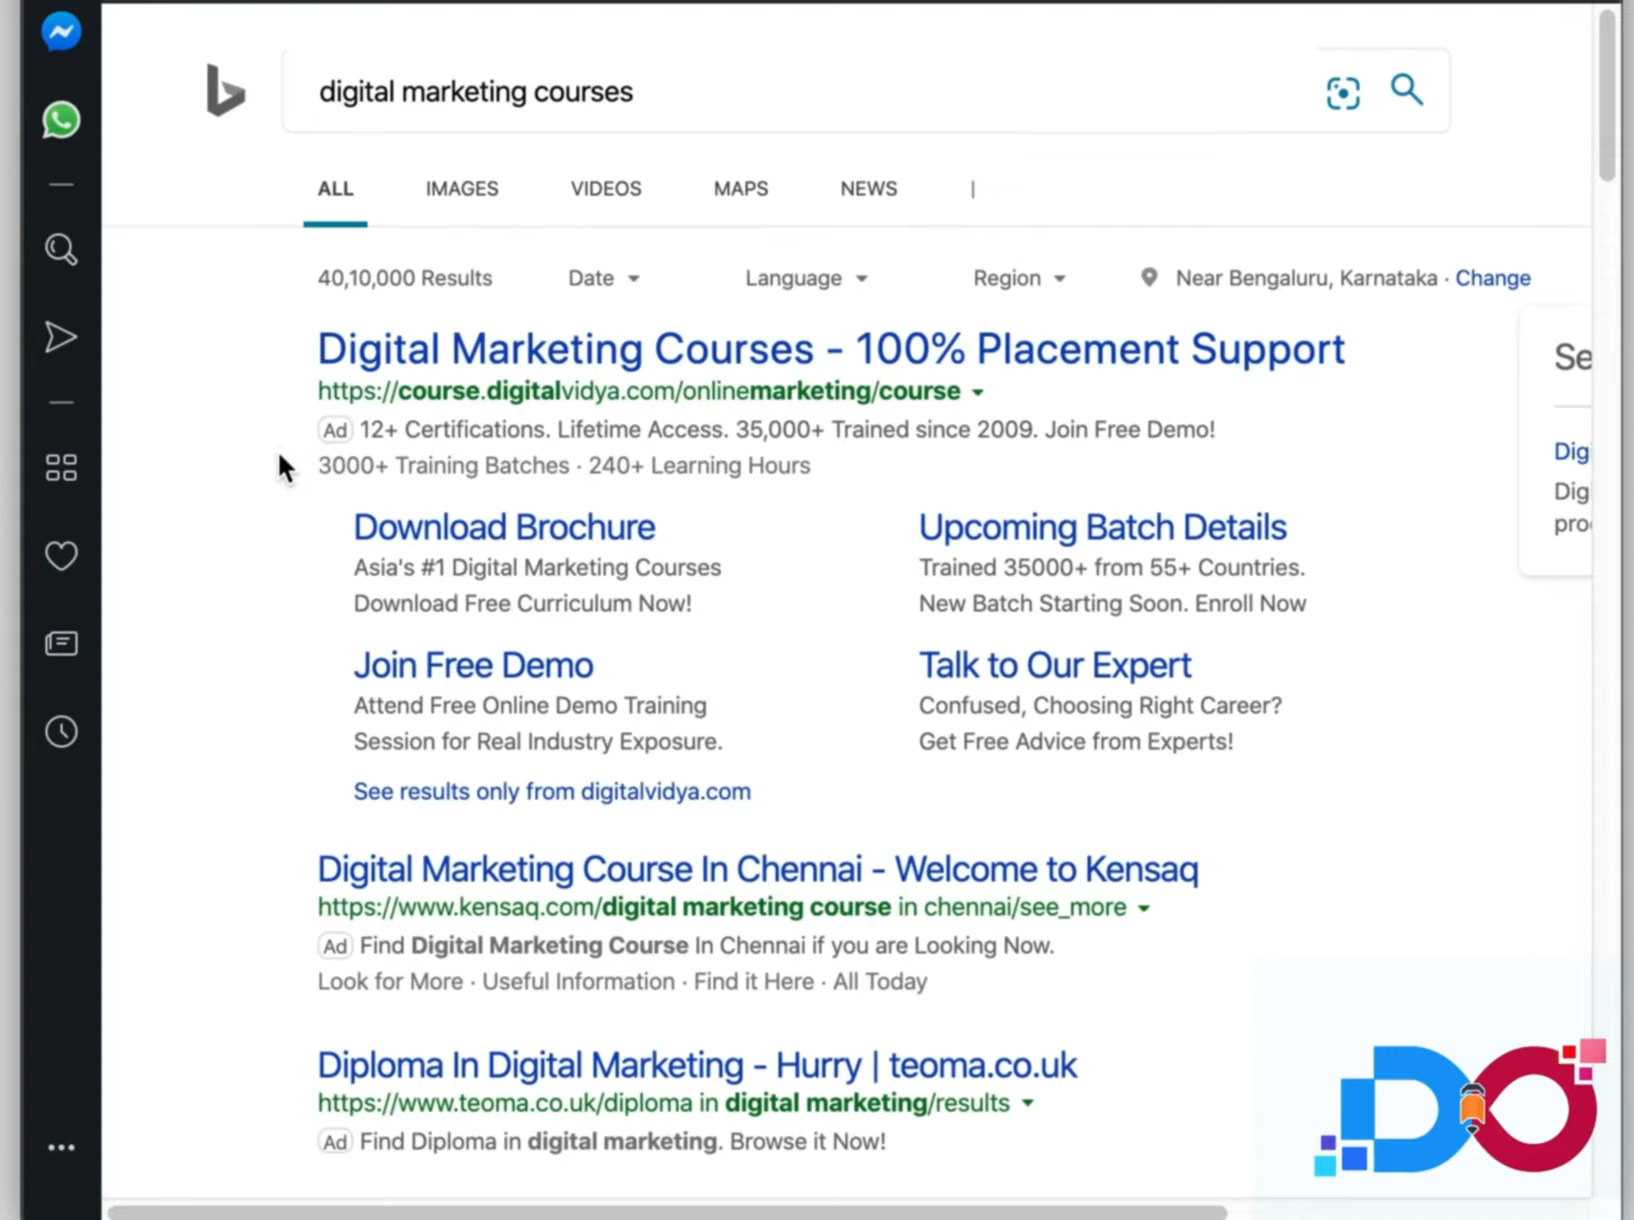 digital marketing courses
ALL IMAGES VIDEOS MAPS NEWS |
40,10,000 Results Date Language Region Near Bengaluru, Karnataka · Change
Digital Marketing Courses - 100% Placement Support
https://course.digitalvidya.com/onlinemarketing/course
Ad 12+ Certifications. Lifetime Access. 35,000+ Trained since 2009. Join Free Demo!
3000+ Training Batches · 240+ Learning Hours
Download Brochure
Asia's #1 Digital Marketing Courses
Download Free Curriculum Now!
Upcoming Batch Details
Trained 35000+ from 55+ Countries.
New Batch Starting Soon. Enroll Now
Join Free Demo
Attend Free Online Demo Training
Session for Real Industry Exposure.
Talk to Our Expert
Confused, Choosing Right Career?
Get Free Advice from Experts!
See results only from digitalvidya.com
Digital Marketing Course In Chennai - Welcome to Kensaq
https://www.kensaq.com/digital marketing course in chennai/see_more
Ad Find Digital Marketing Course In Chennai if you are Looking Now.
Look for More · Useful Information · Find it Here · All Today
Diploma In Digital Marketing - Hurry | teoma.co.uk
https://www.teoma.co.uk/diploma in digital marketing/results
Ad Find Diploma in digital marketing. Browse it Now!
Se
Dig
Dig
pro
DO